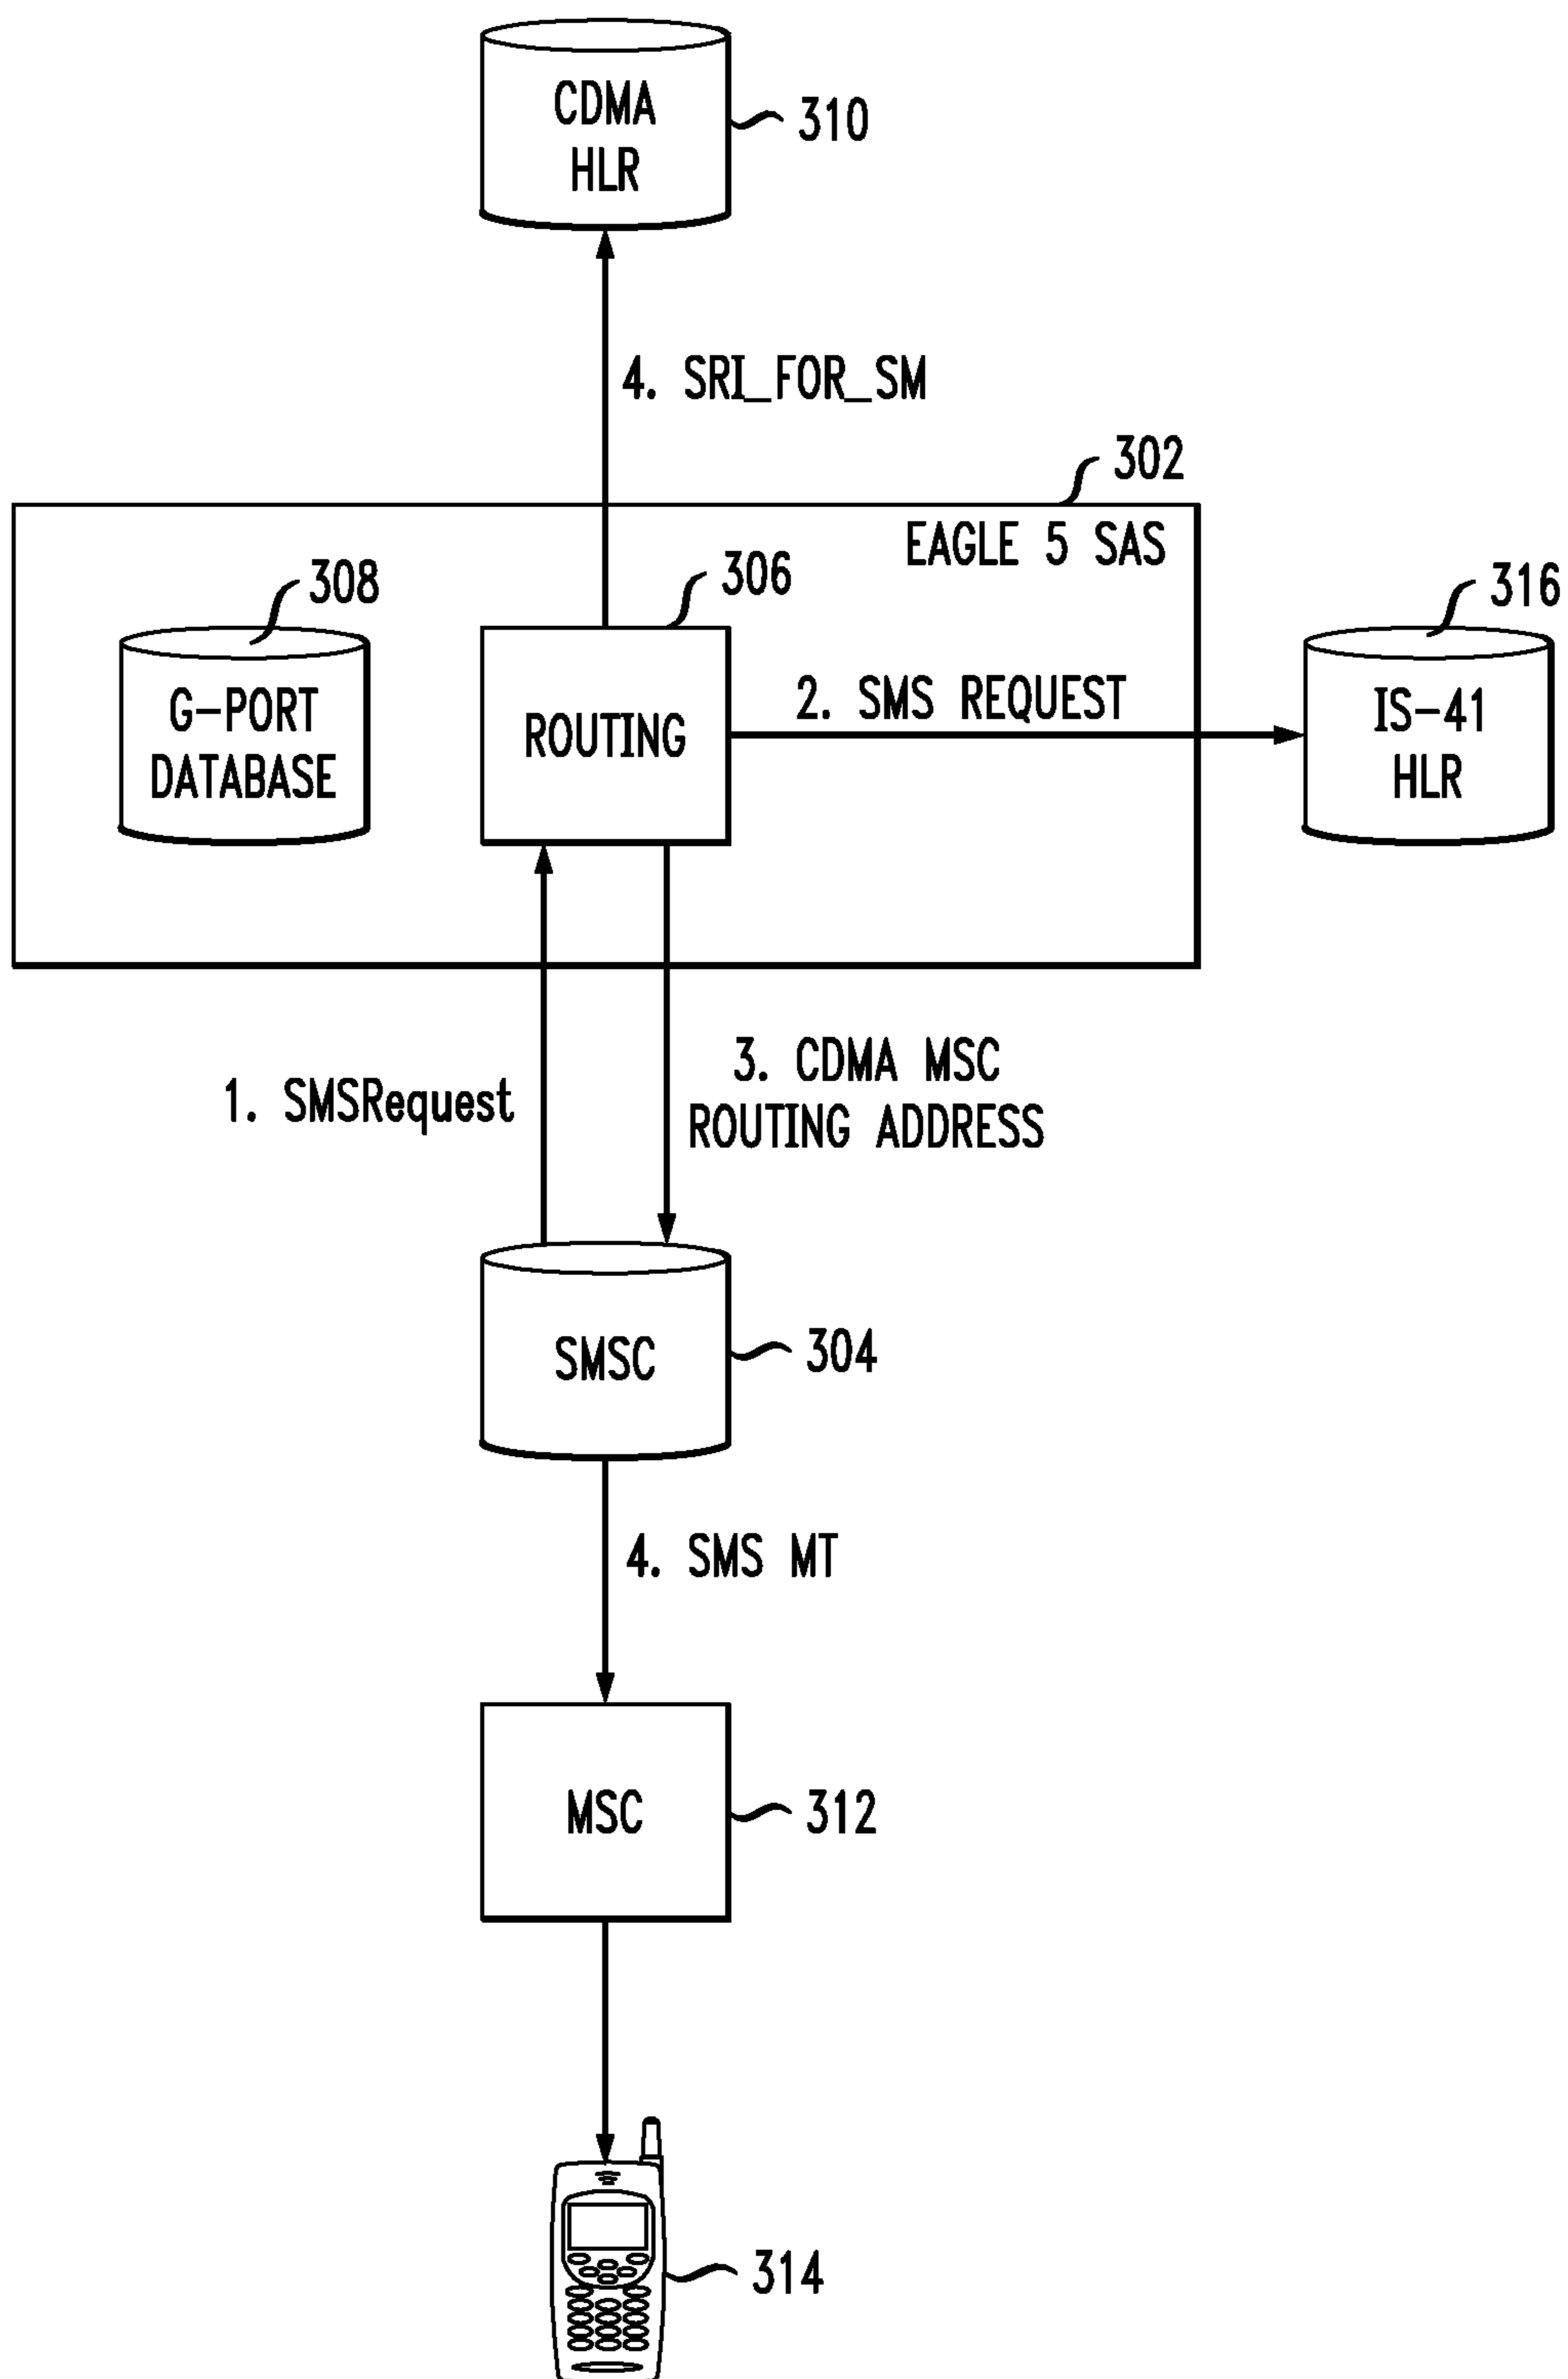 CDMA
HLR
310
4. SRI_FOR_SM
302
EAGLE 5 SAS
308
306
316
G-PORT
DATABASE
ROUTING
2. SMS REQUEST
IS-41
HLR
1. SMSRequest
3. CDMA MSC
ROUTING ADDRESS
SMSC
304
4. SMS MT
MSC
312
314